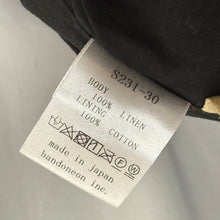 S231-30
BODY
100% LINEN
LINING
100% COTTON
made in japan
bandoneon inc.